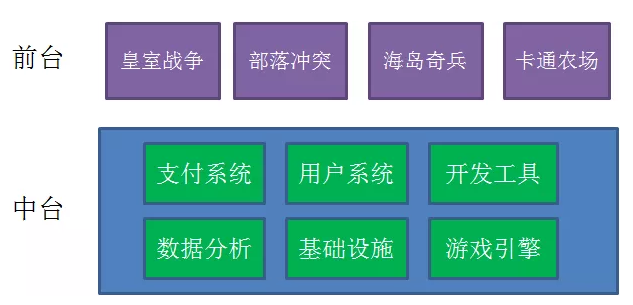 前台
皇室战争 部落冲突 海岛奇兵 卡通农场
中台
支付系统 用户系统 开发工具
数据分析 基础设施 游戏引擎